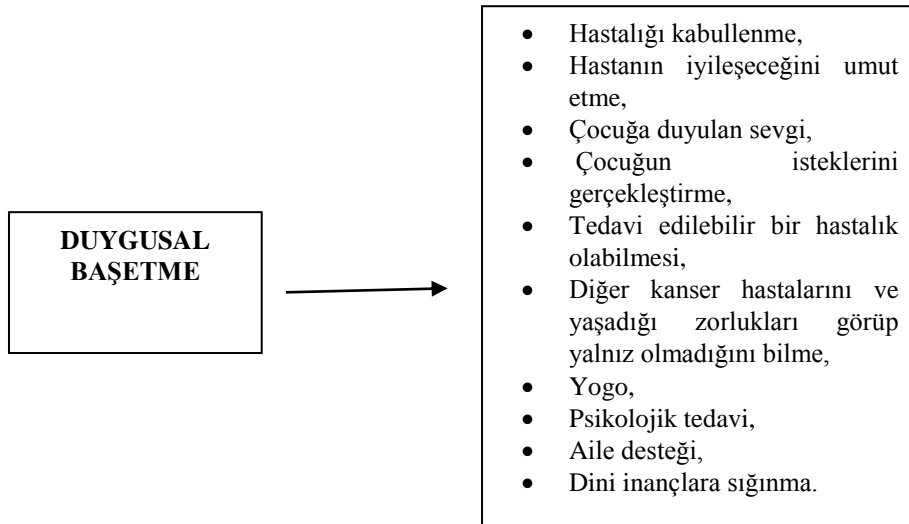 DUYGUSAL
BAŞETME
• Hastalığı kabullenme,
• Hastanın iyileşeceğini umut
etme,
• Çocuğa duyulan sevgi,
• Çocuğun isteklerini
gerçekleştirme,
• Tedavi edilebilir bir hastalık
olabilmesi,
• Diğer kanser hastalarını ve
yaşadığı zorlukları görüp
yalnız olmadığını bilme,
• Yogo,
• Psikolojik tedavi,
• Aile desteği,
• Dini inançlara sığınma.